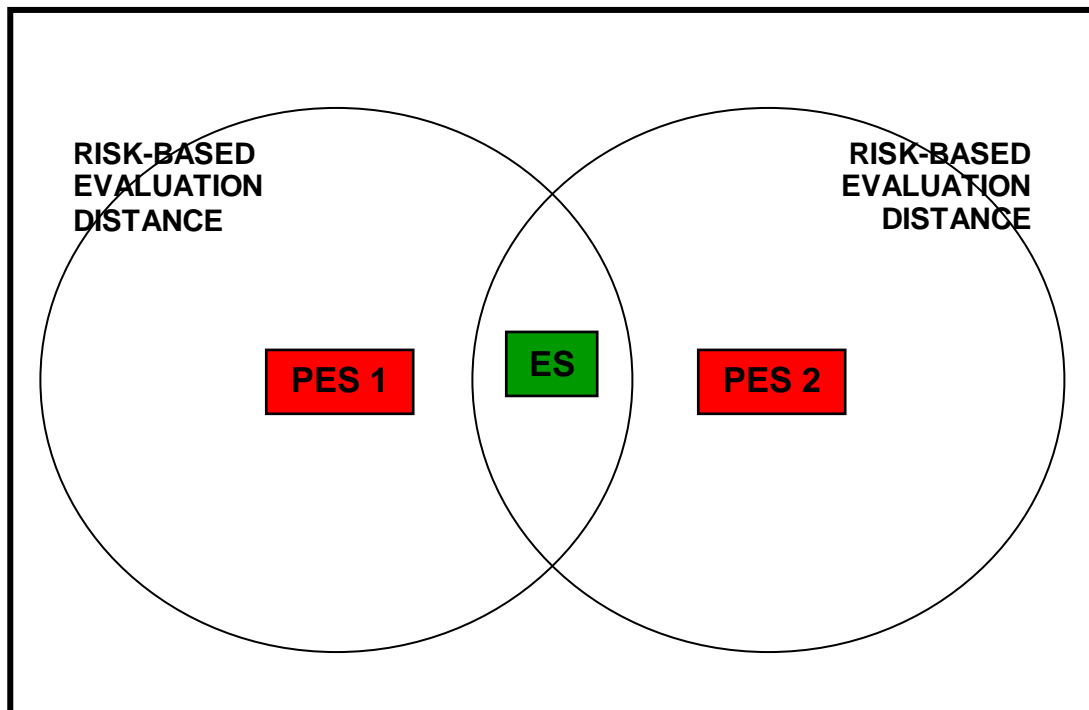 RISK-BASED
EVALUATION
DISTANCE
RISK-BASED
EVALUATION
DISTANCE
PES 1
ES
PES 2